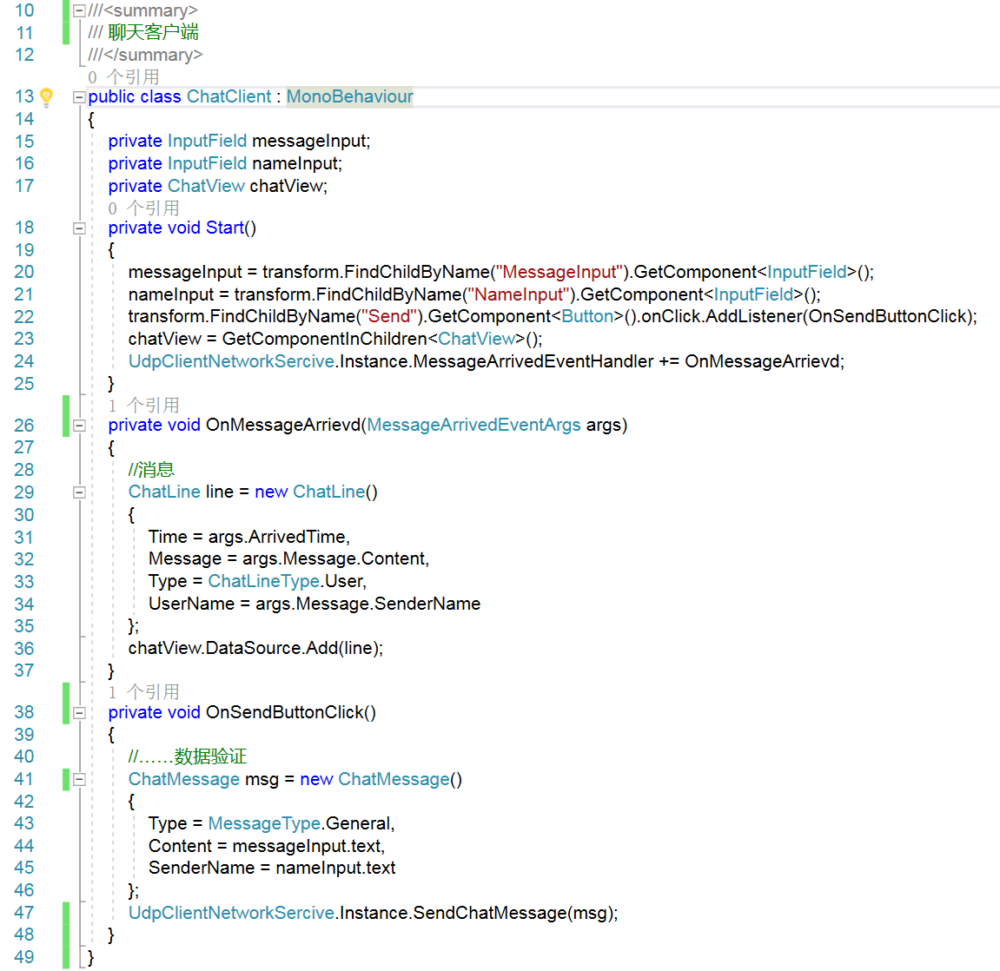 10 ///<summary>
11 /// 聊天客户端
12 ///</summary>
0 个引用
13 public class ChatClient : MonoBehaviour
14 {
15 private InputField messageInput;
16 private InputField nameInput;
17 private ChatView chatView;
0 个引用
18 private void Start()
19 {
20 messageInput = transform.FindChildByName("MessageInput").GetComponent<InputField>();
21 nameInput = transform.FindChildByName("NameInput").GetComponent<InputField>();
22 transform.FindChildByName("Send").GetComponent<Button>().onClick.AddListener(OnSendButtonClick);
23 chatView = GetComponentInChildren<ChatView>();
24 UdpClientNetworkSercive.Instance.MessageArrivedEventHandler += OnMessageArrievd;
25 }
1 个引用
26 private void OnMessageArrievd(MessageArrivedEventArgs args)
27 {
28 //消息
29 ChatLine line = new ChatLine()
30 {
31 Time = args.ArrivedTime,
32 Message = args.Message.Content,
33 Type = ChatLineType.User,
34 UserName = args.Message.SenderName
35 };
36 chatView.DataSource.Add(line);
37 }
1 个引用
38 private void OnSendButtonClick()
39 {
40 //……数据验证
41 ChatMessage msg = new ChatMessage()
42 {
43 Type = MessageType.General,
44 Content = messageInput.text,
45 SenderName = nameInput.text
46 };
47 UdpClientNetworkSercive.Instance.SendChatMessage(msg);
48 }
49 }